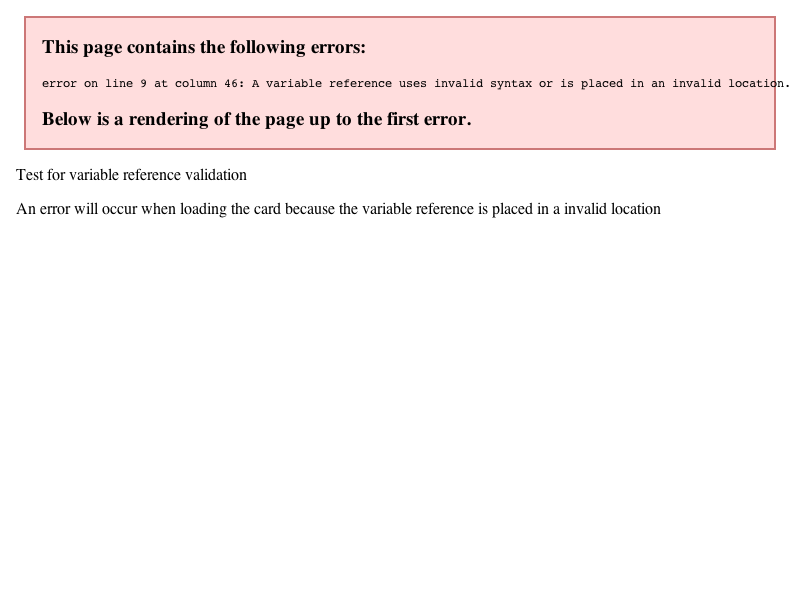 This page contains the following errors:
error on line 9 at column 46: A variable reference uses invalid syntax or is placed in an invalid location.
Below is a rendering of the page up to the first error.
Test for variable reference validation
An error will occur when loading the card because the variable reference is placed in a invalid location